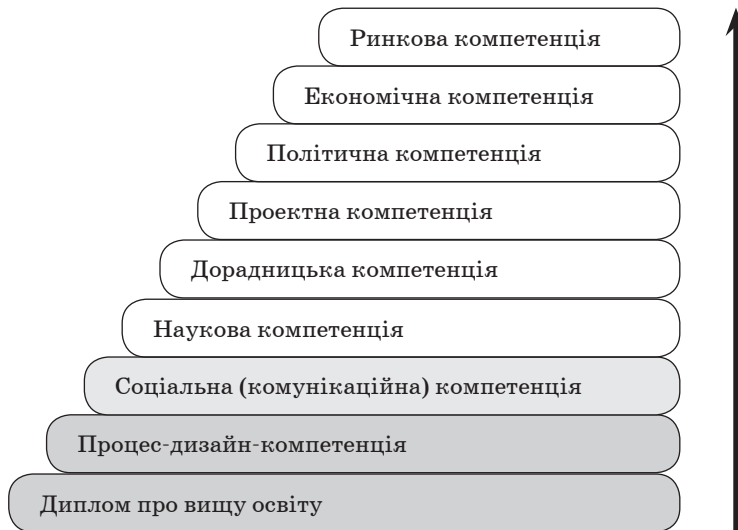 Ринкова компетенція
Економічна компетенція
Політична компетенція
Проектна компетенція
Дорадницька компетенція
Наукова компетенція
Соціальна (комунікаційна) компетенція
Процес-дизайн-компетенція
Диплом про вищу освіту